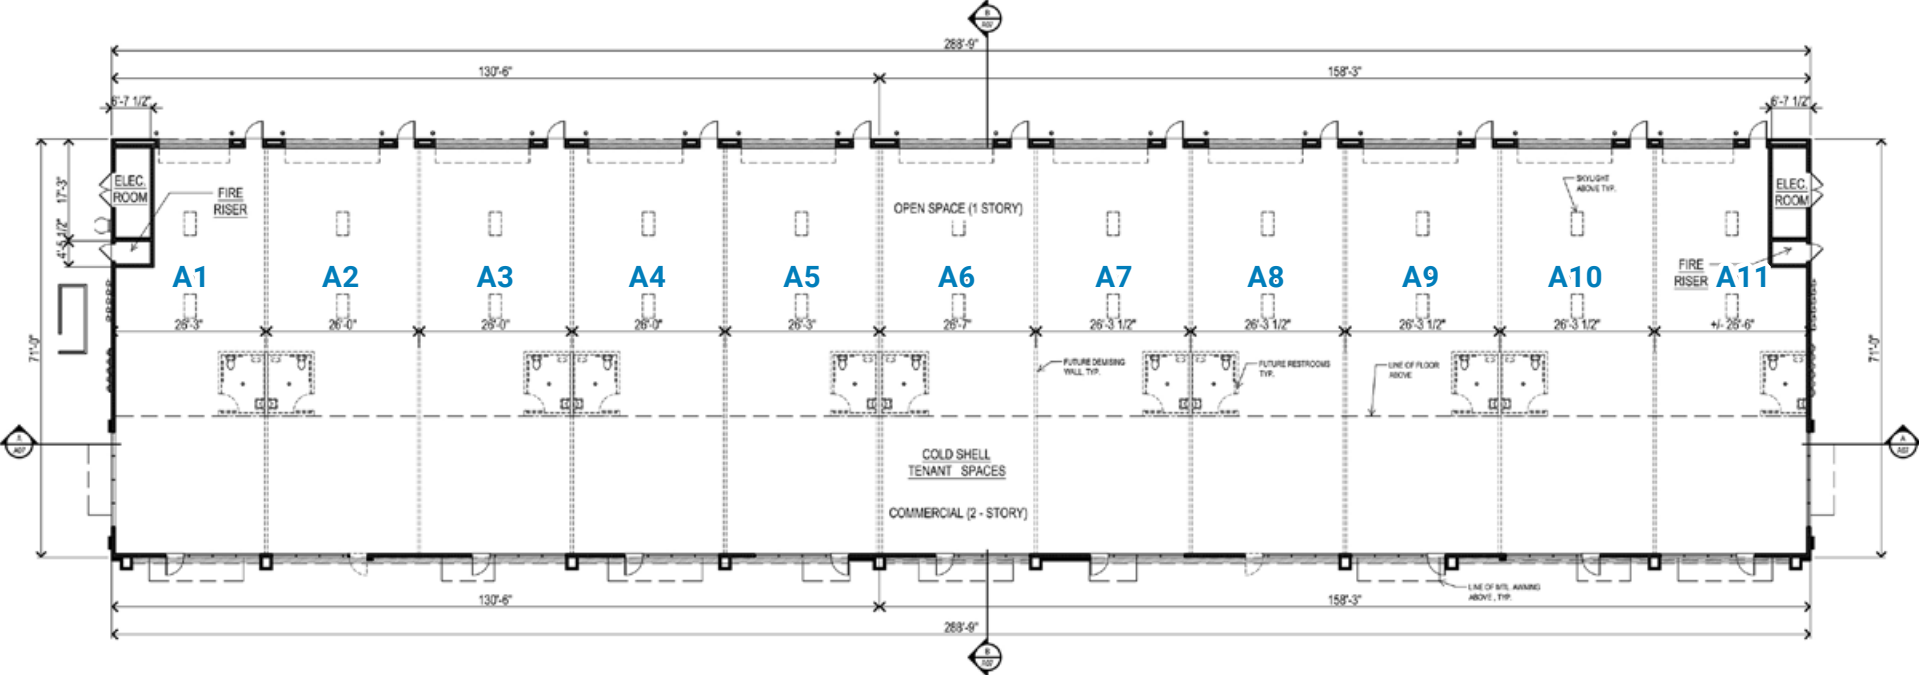 B
A07
288'-9"
130'-6"
158'-3"
6'-7 1/2"
6'-7 1/2"
ELEC.
ROOM
FIRE
RISER
17'-3"
4'-5 1/2"
71'-0"
OPEN SPACE (1 STORY)
SKYLIGHT
ABOVE TYP.
ELEC.
ROOM
FIRE
RISER
A1
A2
A3
A4
A5
A6
A7
A8
A9
A10
A11
26'-3"
26'-0"
26'-0"
26'-0"
26'-3"
26'-7"
26'-3 1/2"
26'-3 1/2"
26'-3 1/2"
26'-3 1/2"
+/- 26'-6"
71'-0"
FUTURE DEMISING
WALL, TYP.
FUTURE RESTROOMS
TYP.
LINE OF FLOOR
ABOVE
A
A07
A
A07
COLD SHELL
TENANT SPACES
COMMERCIAL (2 - STORY)
LINE OF MTL AWNING
ABOVE, TYP.
130'-6"
158'-3"
288'-9"
B
A07